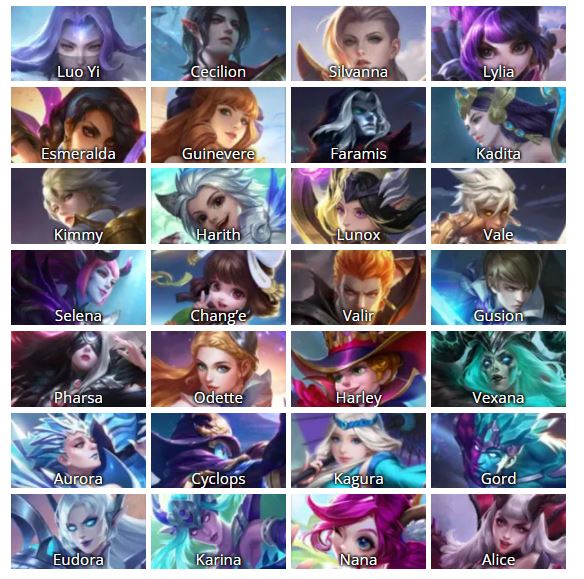 Luo Yi
Cecilion
Silvanna
Lylia
Esmeralda
Guinevere
Faramis
Kadita
Kimmy
Harith
Lunox
Vale
Selena
Chang'e
Valir
Gusion
Pharsa
Odette
Harley
Vexana
Aurora
Cyclops
Kagura
Gord
Eudora
Karina
Nana
Alice